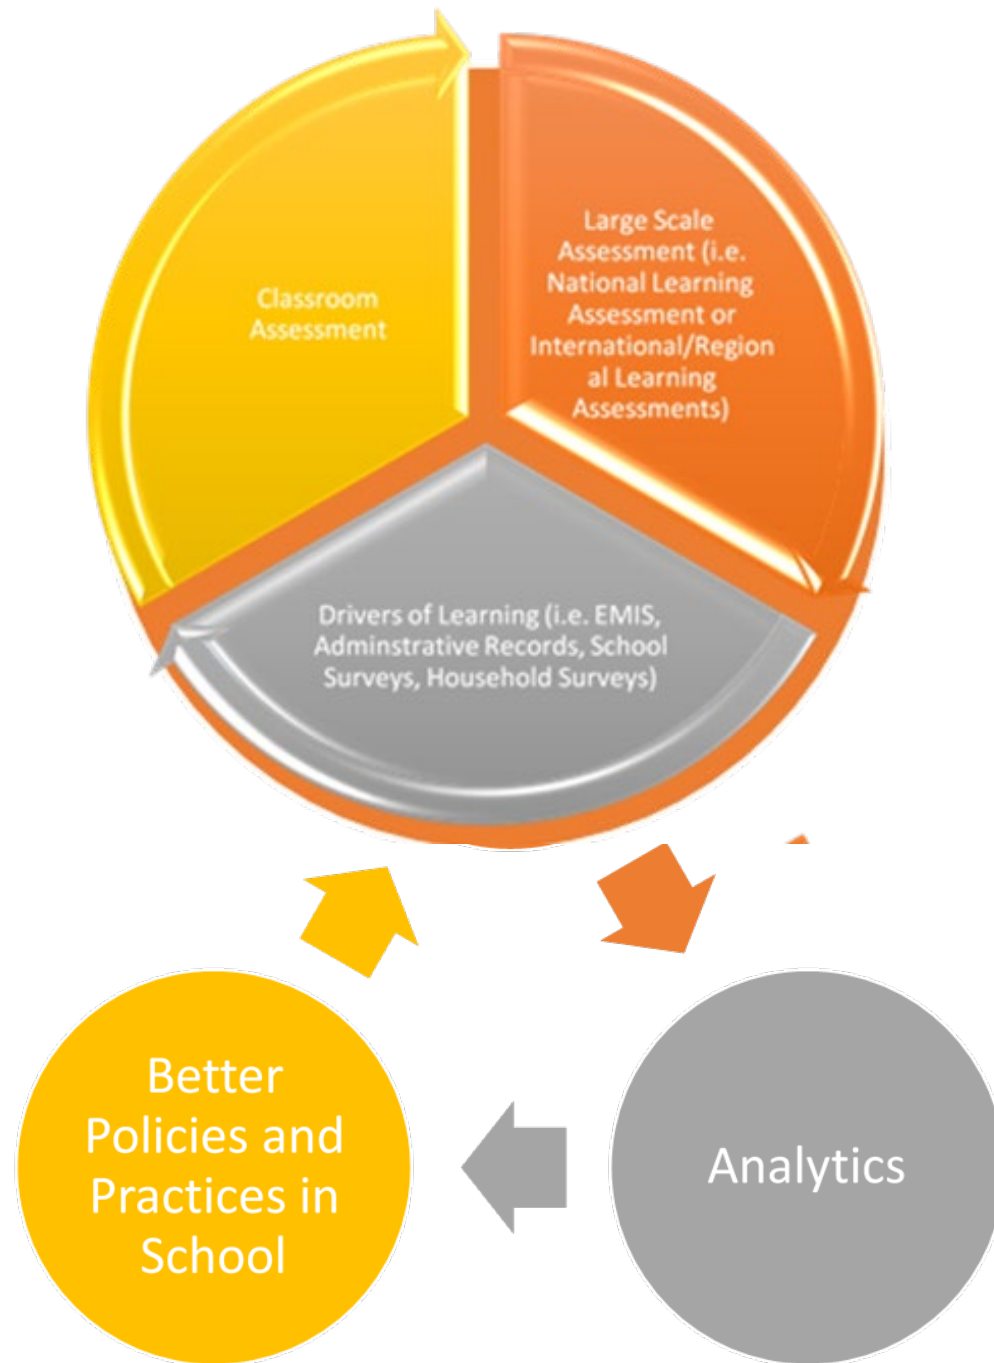 Classroom
Assessment
Large Scale
Assessment (i.e.
National Learning
Assessment or
International/Region
al Learning
Assessments)
Drivers of Learning (i.e. EMIS,
Adminstrative Records, School
Surveys, Household Surveys)
Better
Policies and
Practices in
School
Analytics